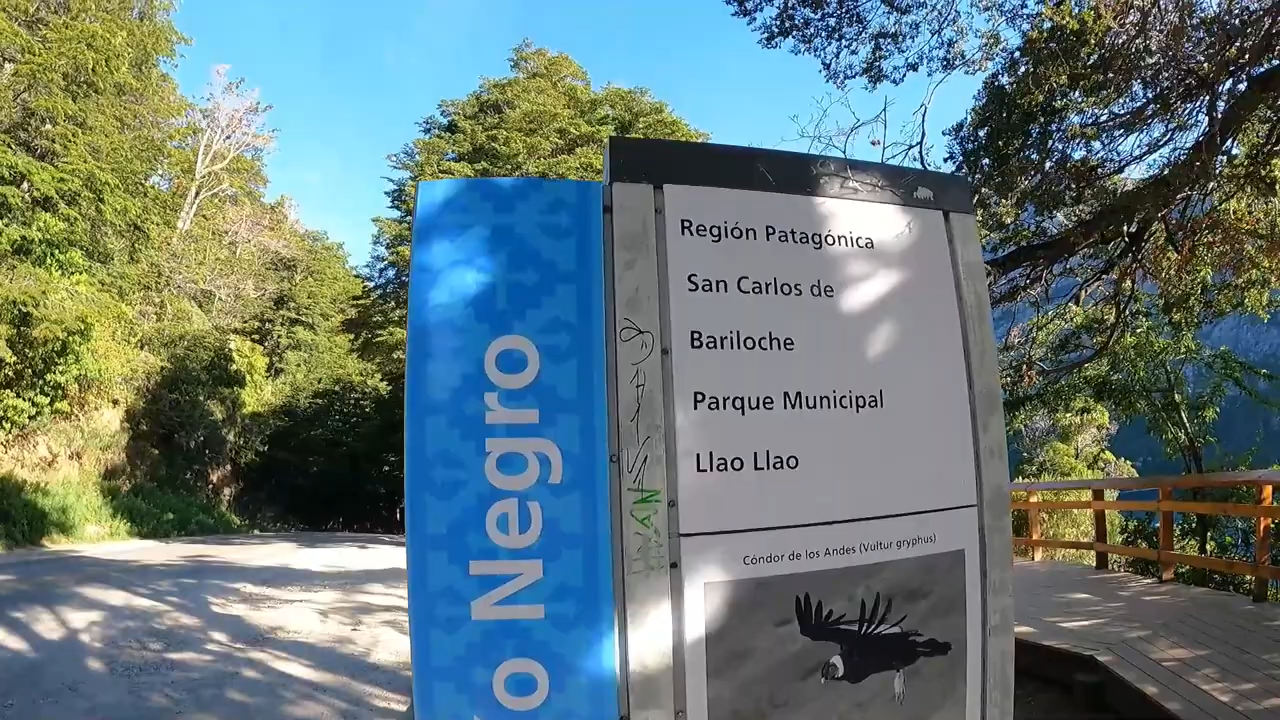 o Negro
Región Patagónica
San Carlos de
Bariloche
Parque Municipal
Llao Llao
Cóndor de los Andes (Vultur gryphus)